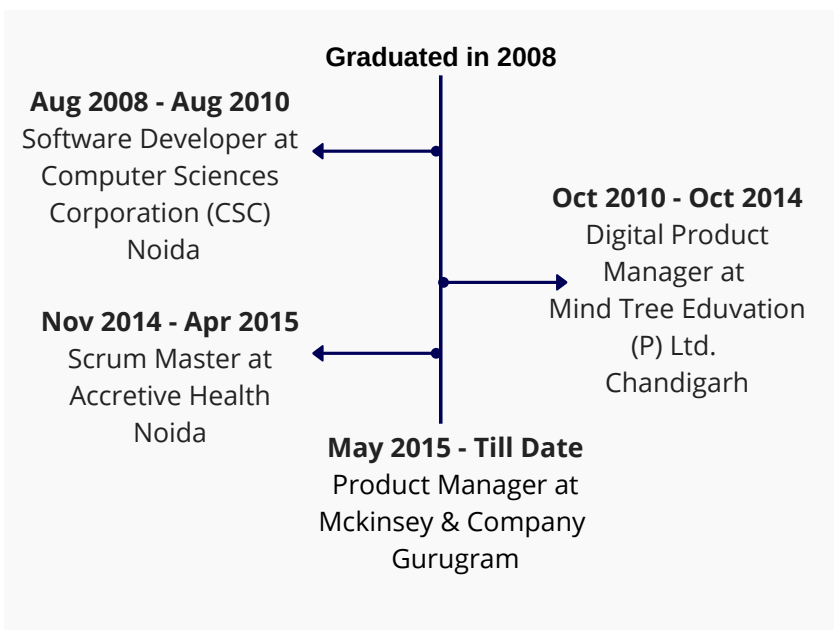 Graduated in 2008
Aug 2008 - Aug 2010
Software Developer at
Computer Sciences
Corporation (CSC)
Noida
Oct 2010 - Oct 2014
Digital Product
Manager at
Mind Tree Eduvation
(P) Ltd.
Chandigarh
Nov 2014 - Apr 2015
Scrum Master at
Accretive Health
Noida
May 2015 - Till Date
Product Manager at
Mckinsey & Company
Gurugram